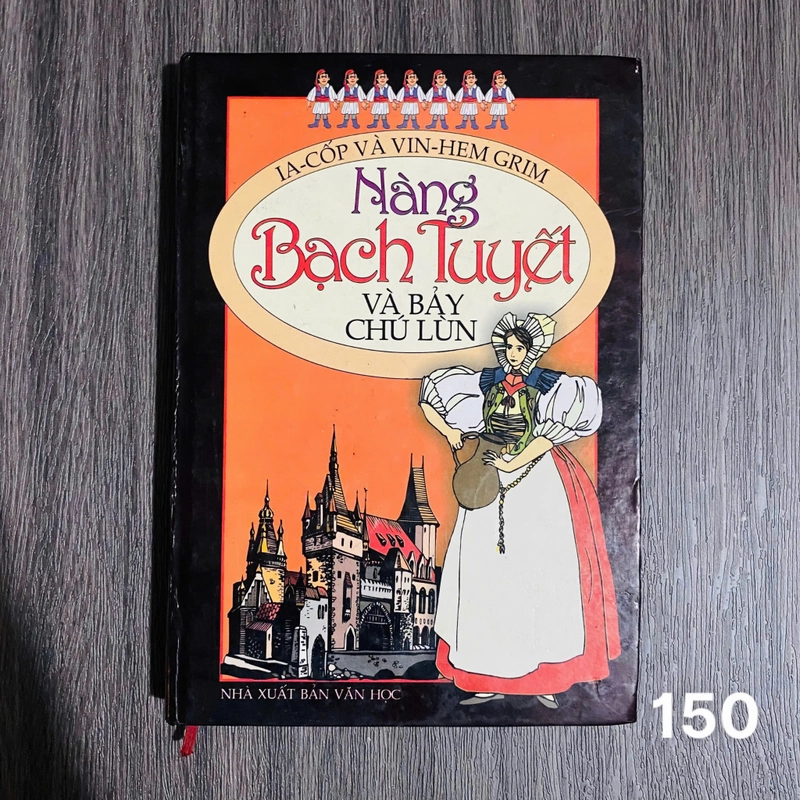 IA-CỐP VÀ VIN-HEM GRIM
Nàng
Bạch Tuyết
VÀ BẢY
CHÚ LÙN
NHÀ XUẤT BẢN VĂN HỌC
150